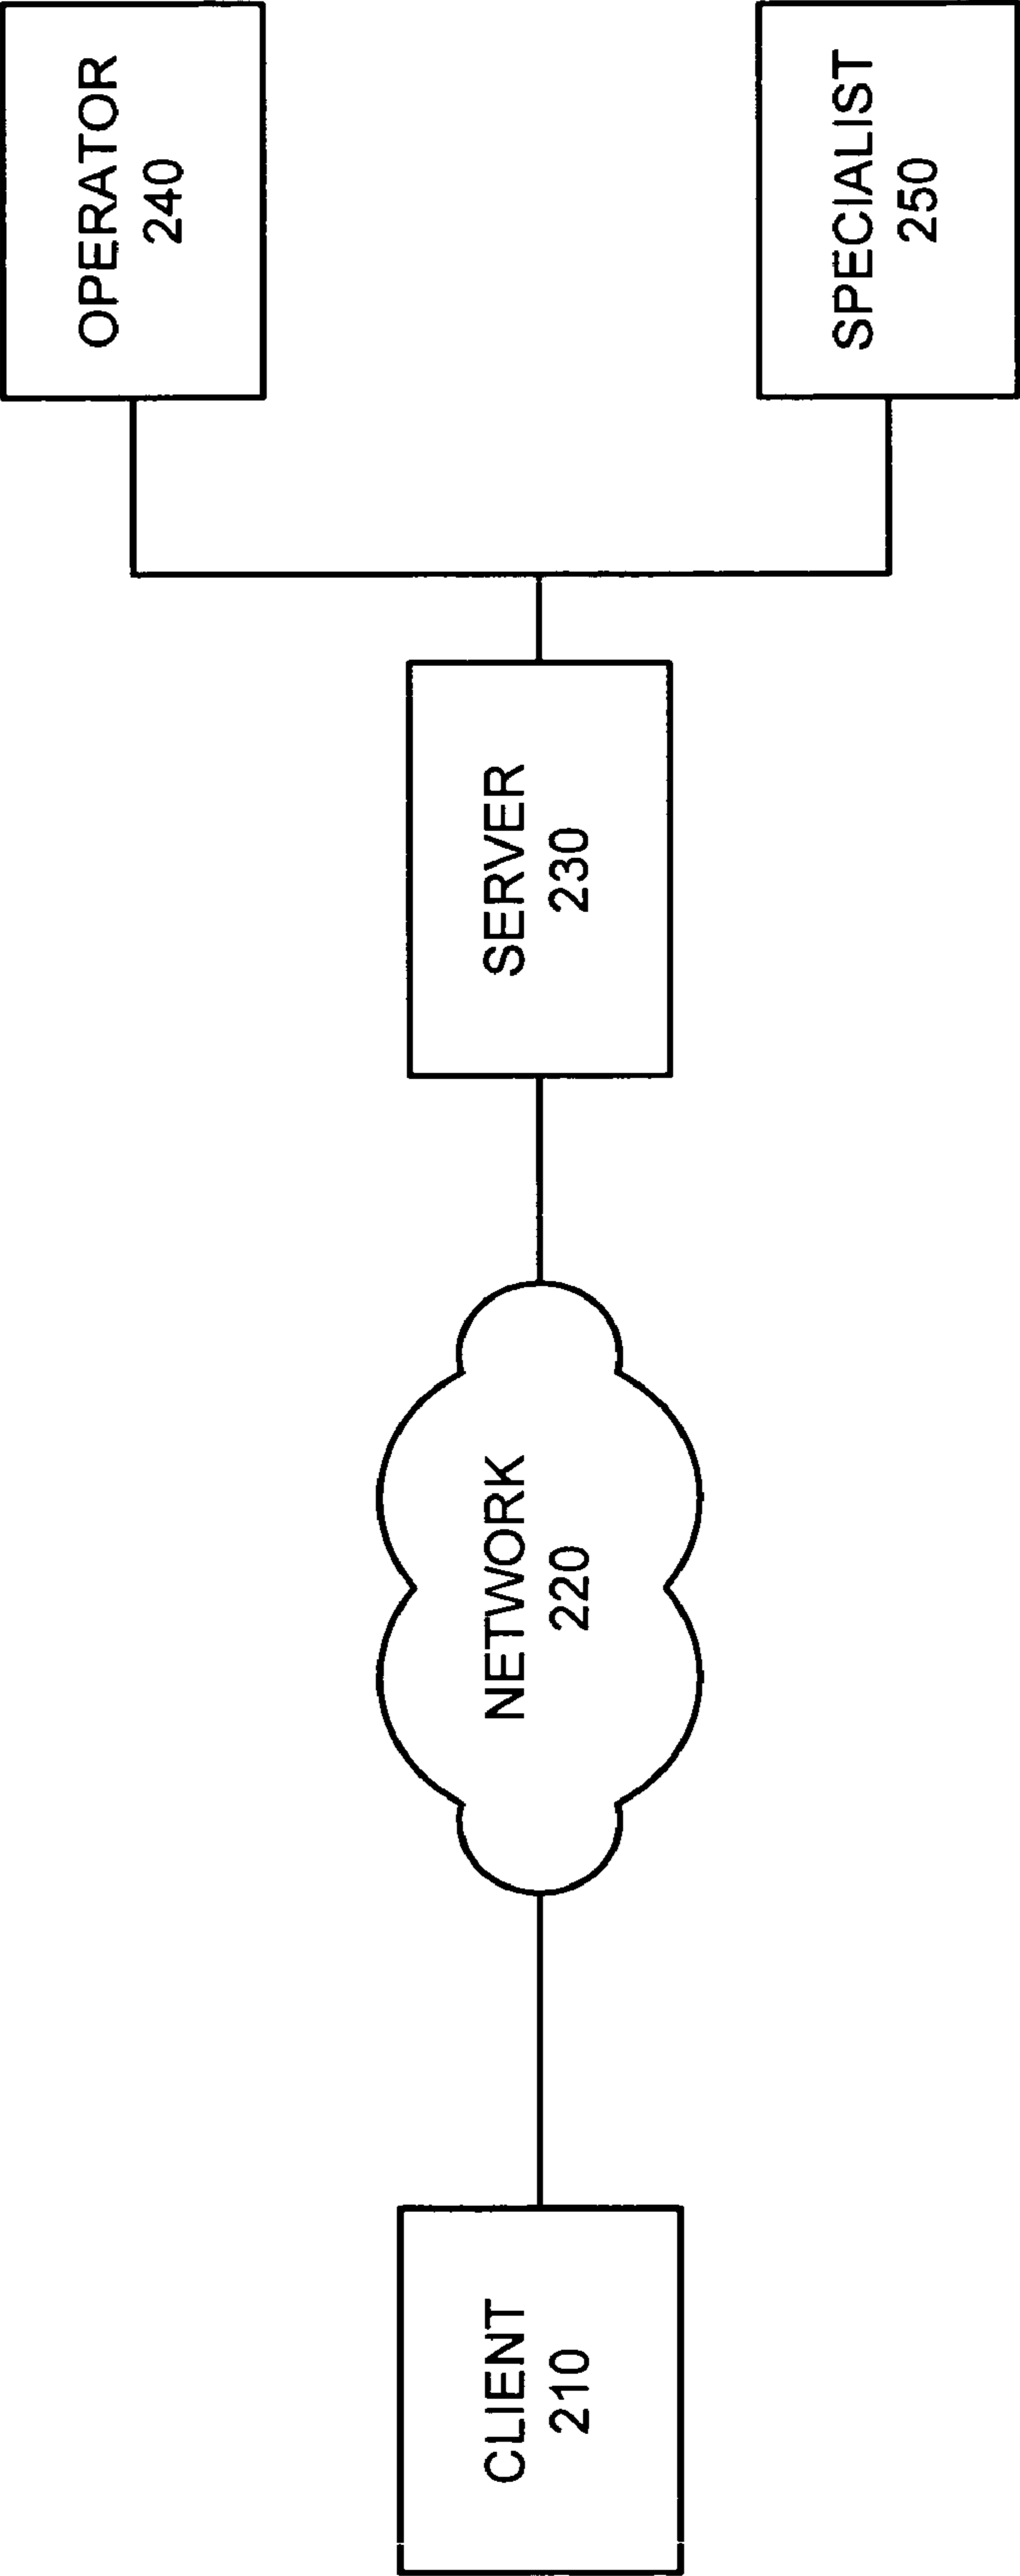 CLIENT
210
NETWORK
220
SERVER
230
OPERATOR
240
SPECIALIST
250